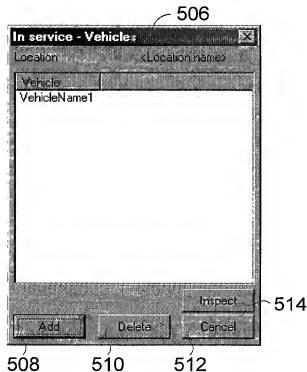 506
In service - Vehicles
Location <Location name>
Vehicle
VehicleName1
Inspect
514
Add Delete Cancel
508 510 512